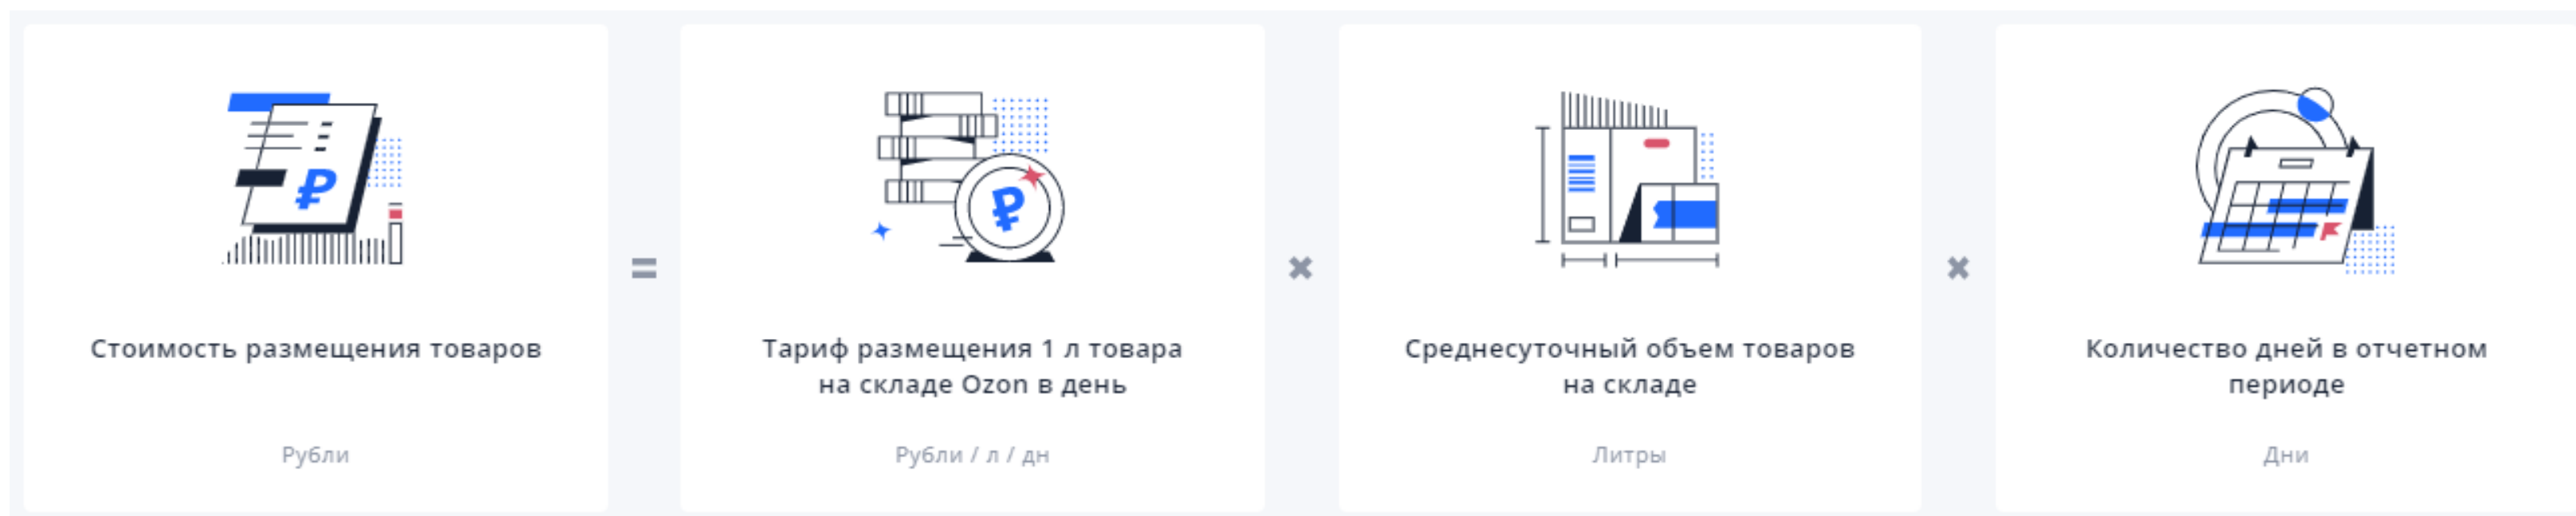 Стоимость размещения товаров
Рубли
=
Тариф размещения 1 л товара
на складе Ozon в день
Рубли / л / дн
×
Среднесуточный объем товаров
на складе
Литры
×
Количество дней в отчетном
периоде
Дни